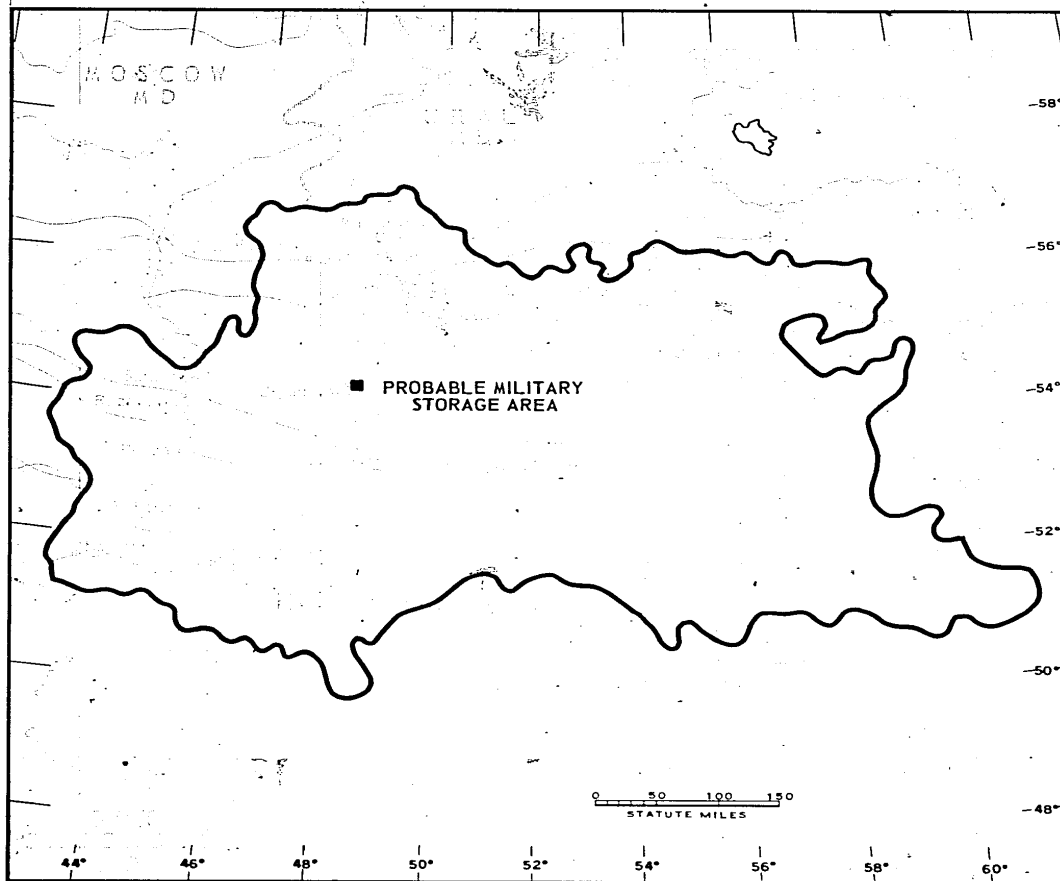 MOSCOW
MD
URAL
58°
56°
PROBABLE MILITARY
STORAGE AREA
54°
52°
50°
0 50 100 150
STATUTE MILES
48°
44° 46° 48° 50° 52° 54° 56° 58° 60°